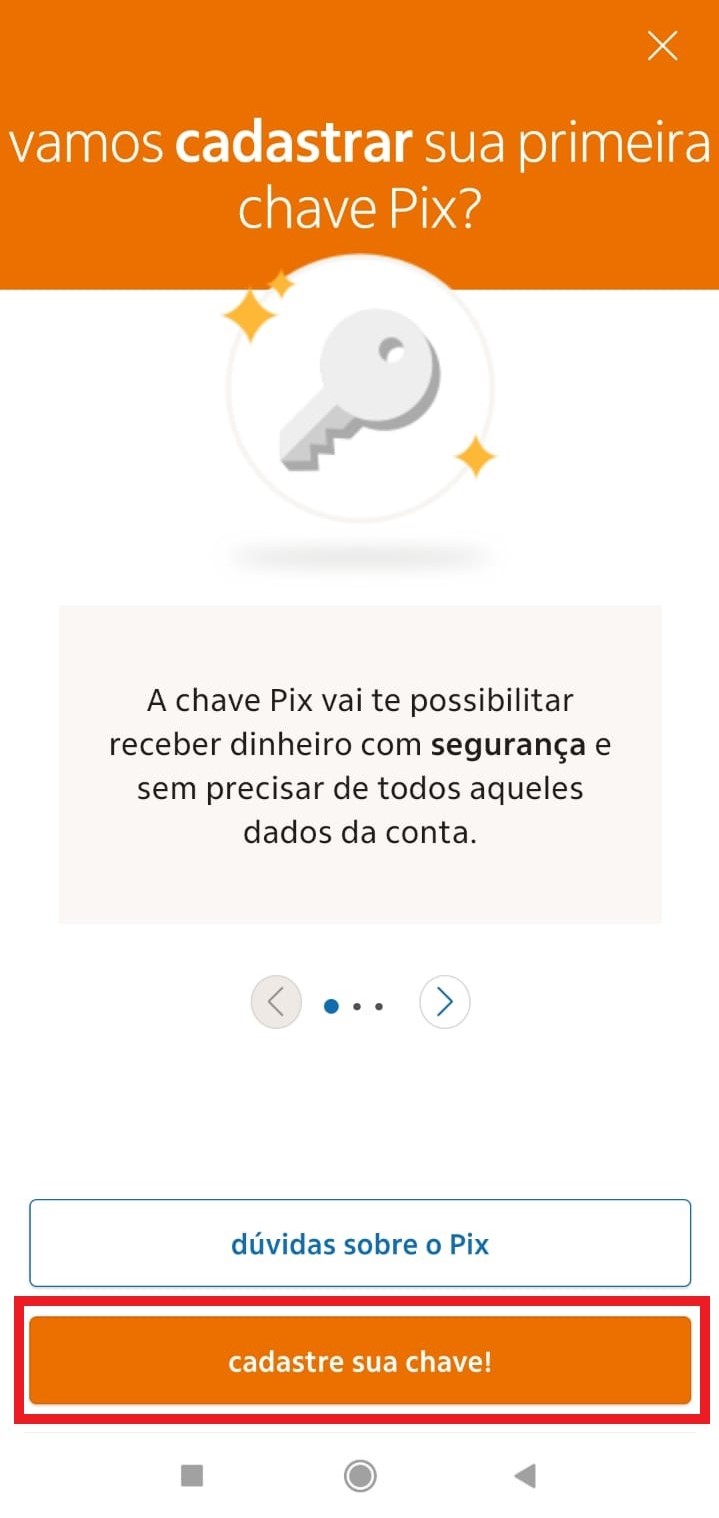 vamos cadastrar sua primeira
chave Pix?
A chave Pix vai te possibilitar
receber dinheiro com segurança e
sem precisar de todos aqueles
dados da conta.
dúvidas sobre o Pix
cadastre sua chave!